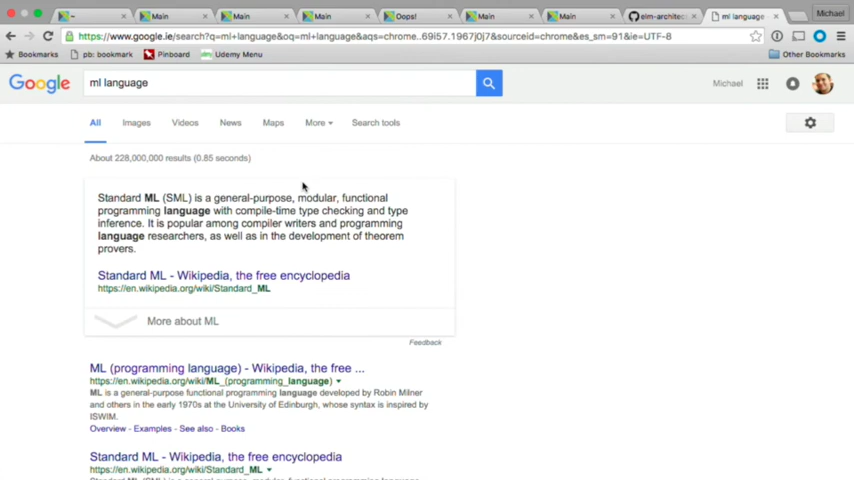 ~ Main Main Main Oops! Main Main elm-architec ml language Michael
https://www.google.ie/search?q=ml+language&oq=ml+language&aqs=chrome..69i57.1967j0j7&sourceid=chrome&es_sm=91&ie=UTF-8
Bookmarks pb: bookmark Pinboard Udemy Menu Other Bookmarks
Google ml language Michael
All Images Videos News Maps More Search tools
About 228,000,000 results (0.85 seconds)
Standard ML (SML) is a general-purpose, modular, functional
programming language with compile-time type checking and type
inference. It is popular among compiler writers and programming
language researchers, as well as in the development of theorem
provers.
Standard ML - Wikipedia, the free encyclopedia
https://en.wikipedia.org/wiki/Standard_ML
More about ML
Feedback
ML (programming language) - Wikipedia, the free ...
https://en.wikipedia.org/wiki/ML_(programming_language)
ML is a general-purpose functional programming language developed by Robin Milner
and others in the early 1970s at the University of Edinburgh, whose syntax is inspired by
ISWIM.
Overview - Examples - See also - Books
Standard ML - Wikipedia, the free encyclopedia
https://en.wikipedia.org/wiki/Standard_ML